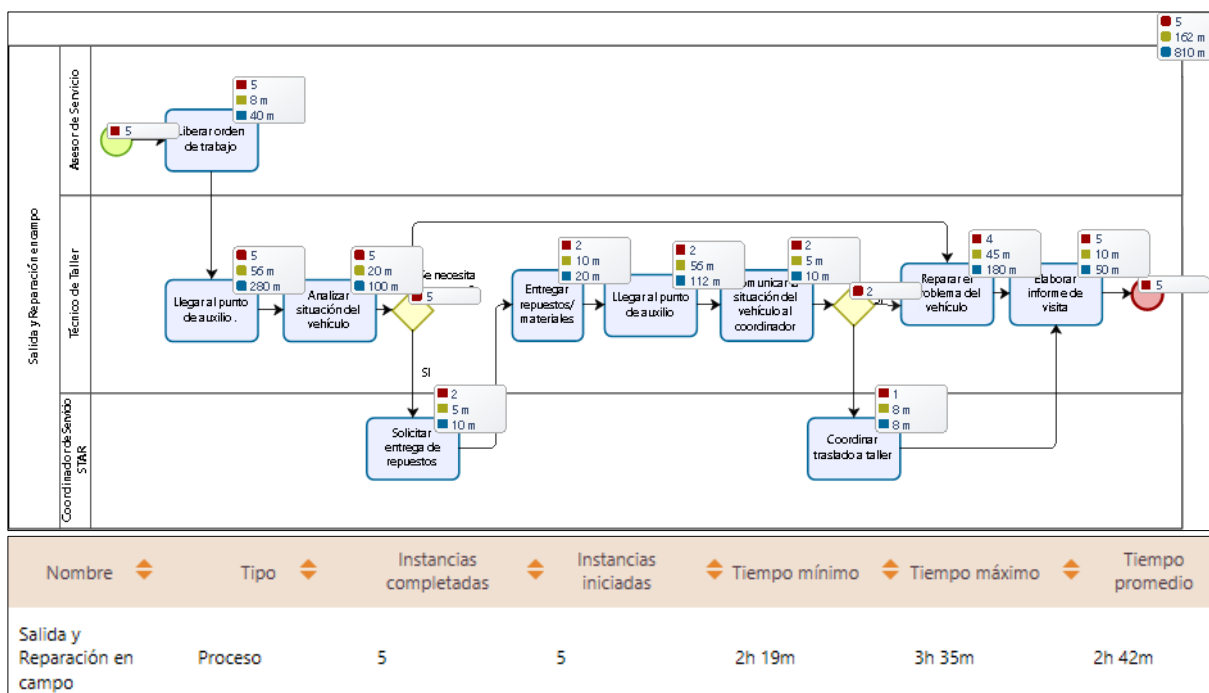 5
162 m
810 m
Salida y Reparación en campo
Asesor de Servicio
5
5
8 m
40 m
Liberar orden
de trabajo
Técnico de Taller
5
56 m
280 m
Llegar al punto
de auxilio .
5
20 m
100 m
Analizar
situación del
vehículo
necesita
5
SI
2
10 m
20 m
Entregar
repuestos/
materiales
2
56 m
112 m
Llegar al punto
de auxilio
2
5 m
10 m
situación del
vehículo al
coordinador
2
4
45 m
180 m
Reparar el
vehículo
5
10 m
50 m
Elaborar
informe de
visita
5
Coordinador de Servicio
STAR
2
5 m
10 m
Solicitar
entrega de
repuestos
1
8 m
8 m
Coordinar
traslado a taller
Nombre Tipo Instancias completadas Instancias iniciadas Tiempo mínimo Tiempo máximo Tiempo promedio
Salida y
Reparación en Proceso 5 5 2h 19m 3h 35m 2h 42m
campo